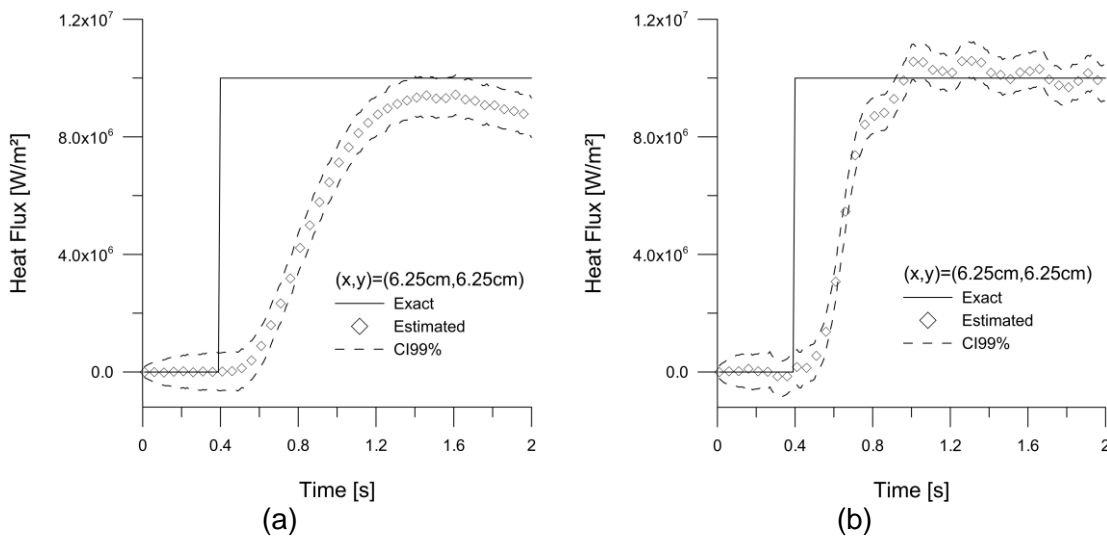 1.2x10⁷
8.0x10⁶
4.0x10⁶
0.0
Heat Flux [W/m²]
(x,y)=(6.25cm,6.25cm)
Exact
Estimated
CI99%
0 0.4 0.8 1.2 1.6 2
Time [s]
(a)
1.2x10⁷
8.0x10⁶
4.0x10⁶
0.0
Heat Flux [W/m²]
(x,y)=(6.25cm,6.25cm)
Exact
Estimated
CI99%
0 0.4 0.8 1.2 1.6 2
Time [s]
(b)